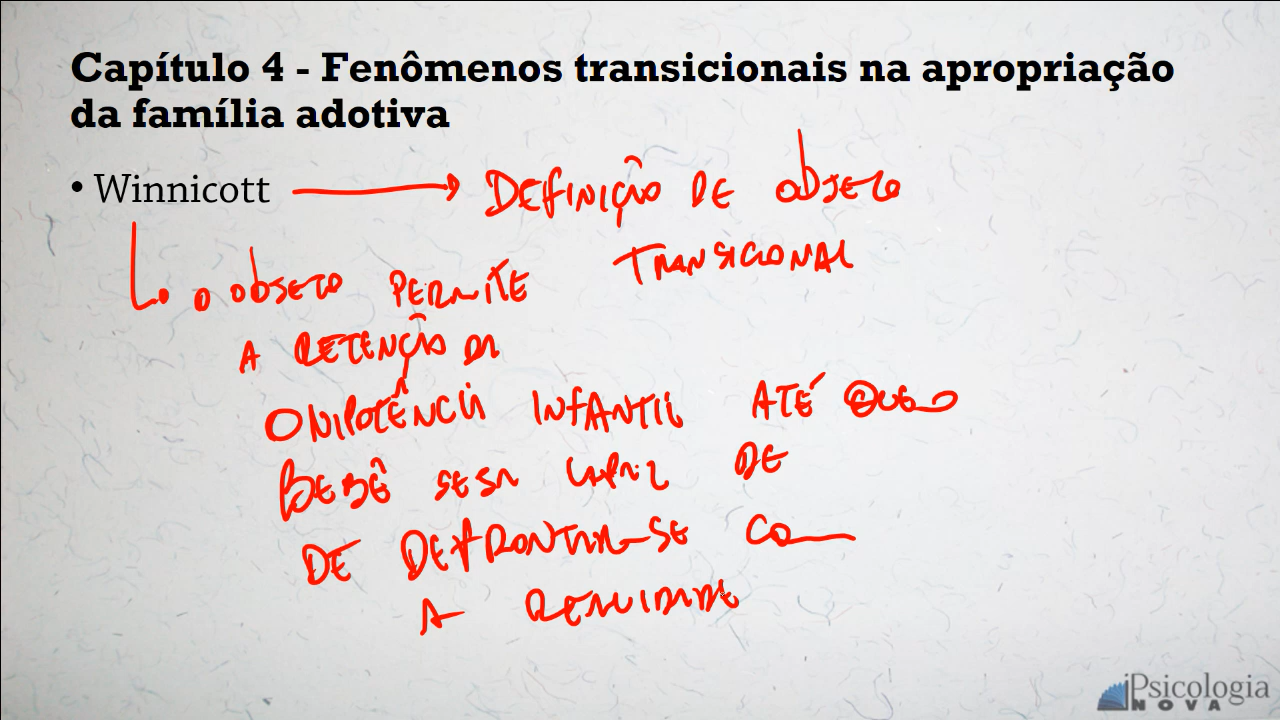 Capítulo 4 - Fenômenos transicionais na apropriação
da família adotiva
• Winnicott → DEFINIÇÃO DE OBJETO
TRANSICIONAL
O OBJETO PERMITE
A RETENÇÃO DA
ONIPOTÊNCIA INFANTIL ATÉ QUE O
BEBÊ SEJA CAPAZ DE
DE DEFRONTAR-SE COM
A REALIDADE
Psicologia
NOVA